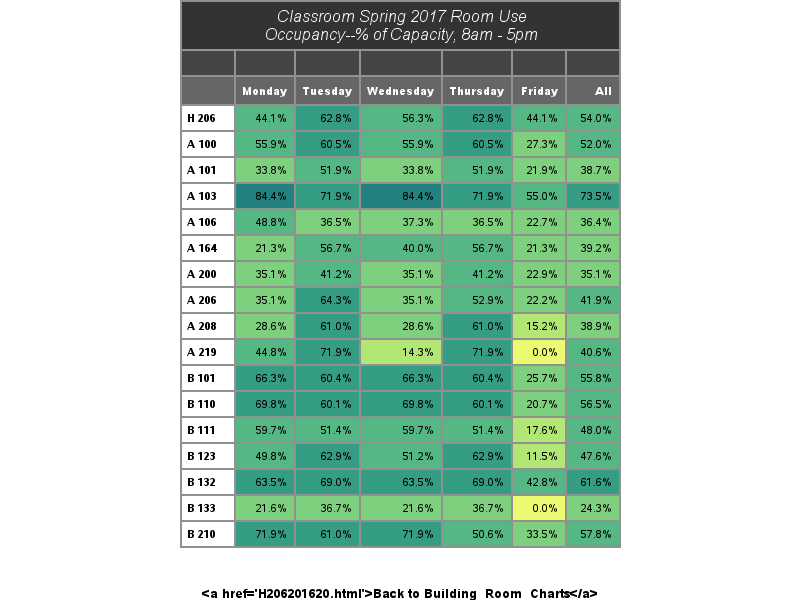 Classroom Spring 2017 Room Use
Occupancy--% of Capacity, 8am - 5pm
Monday Tuesday Wednesday Thursday Friday All
H 206 44.1% 62.8% 56.3% 62.8% 44.1% 54.0%
A 100 55.9% 60.5% 55.9% 60.5% 27.3% 52.0%
A 101 33.8% 51.9% 33.8% 51.9% 21.9% 38.7%
A 103 84.4% 71.9% 84.4% 71.9% 55.0% 73.5%
A 106 48.8% 36.5% 37.3% 36.5% 22.7% 36.4%
A 164 21.3% 56.7% 40.0% 56.7% 21.3% 39.2%
A 200 35.1% 41.2% 35.1% 41.2% 22.9% 35.1%
A 206 35.1% 64.3% 35.1% 52.9% 22.2% 41.9%
A 208 28.6% 61.0% 28.6% 61.0% 15.2% 38.9%
A 219 44.8% 71.9% 14.3% 71.9% 0.0% 40.6%
B 101 66.3% 60.4% 66.3% 60.4% 25.7% 55.8%
B 110 69.8% 60.1% 69.8% 60.1% 20.7% 56.5%
B 111 59.7% 51.4% 59.7% 51.4% 17.6% 48.0%
B 123 49.8% 62.9% 51.2% 62.9% 11.5% 47.6%
B 132 63.5% 69.0% 63.5% 69.0% 42.8% 61.6%
B 133 21.6% 36.7% 21.6% 36.7% 0.0% 24.3%
B 210 71.9% 61.0% 71.9% 50.6% 33.5% 57.8%
<a href='H206201620.html'>Back to Building_Room_Charts</a>